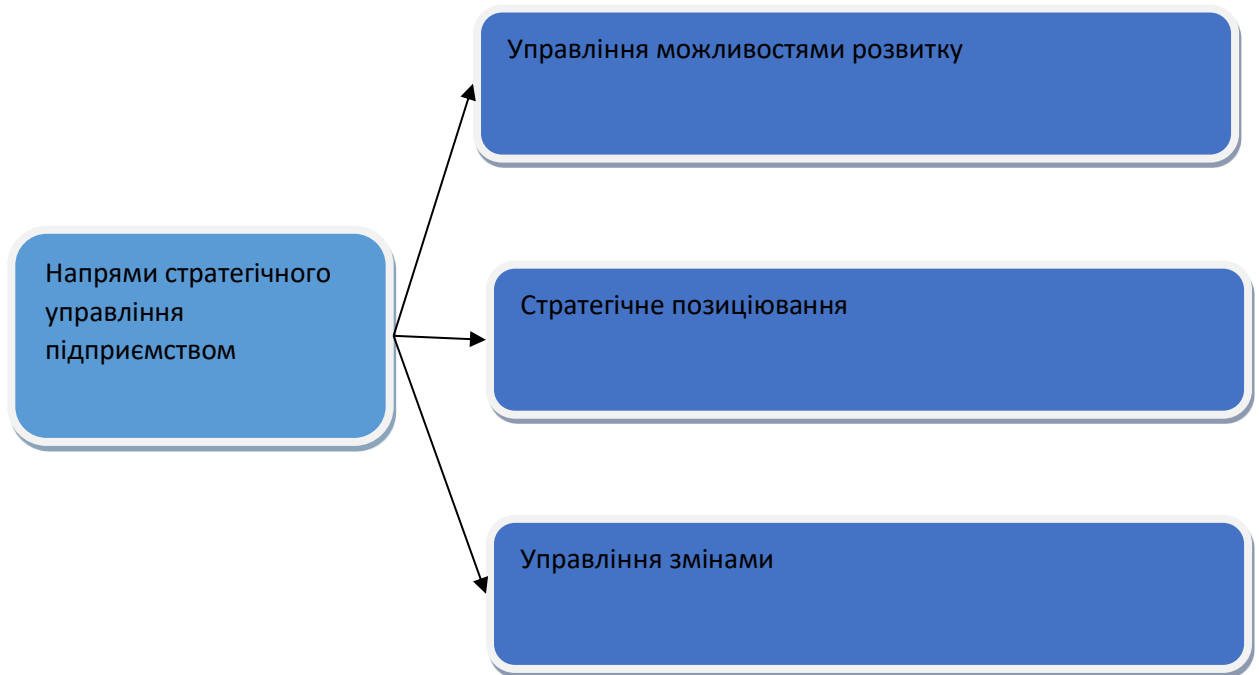 Управління можливостями розвитку
Напрями стратегічного
управління
підприємством
Стратегічне позиціювання
Управління змінами